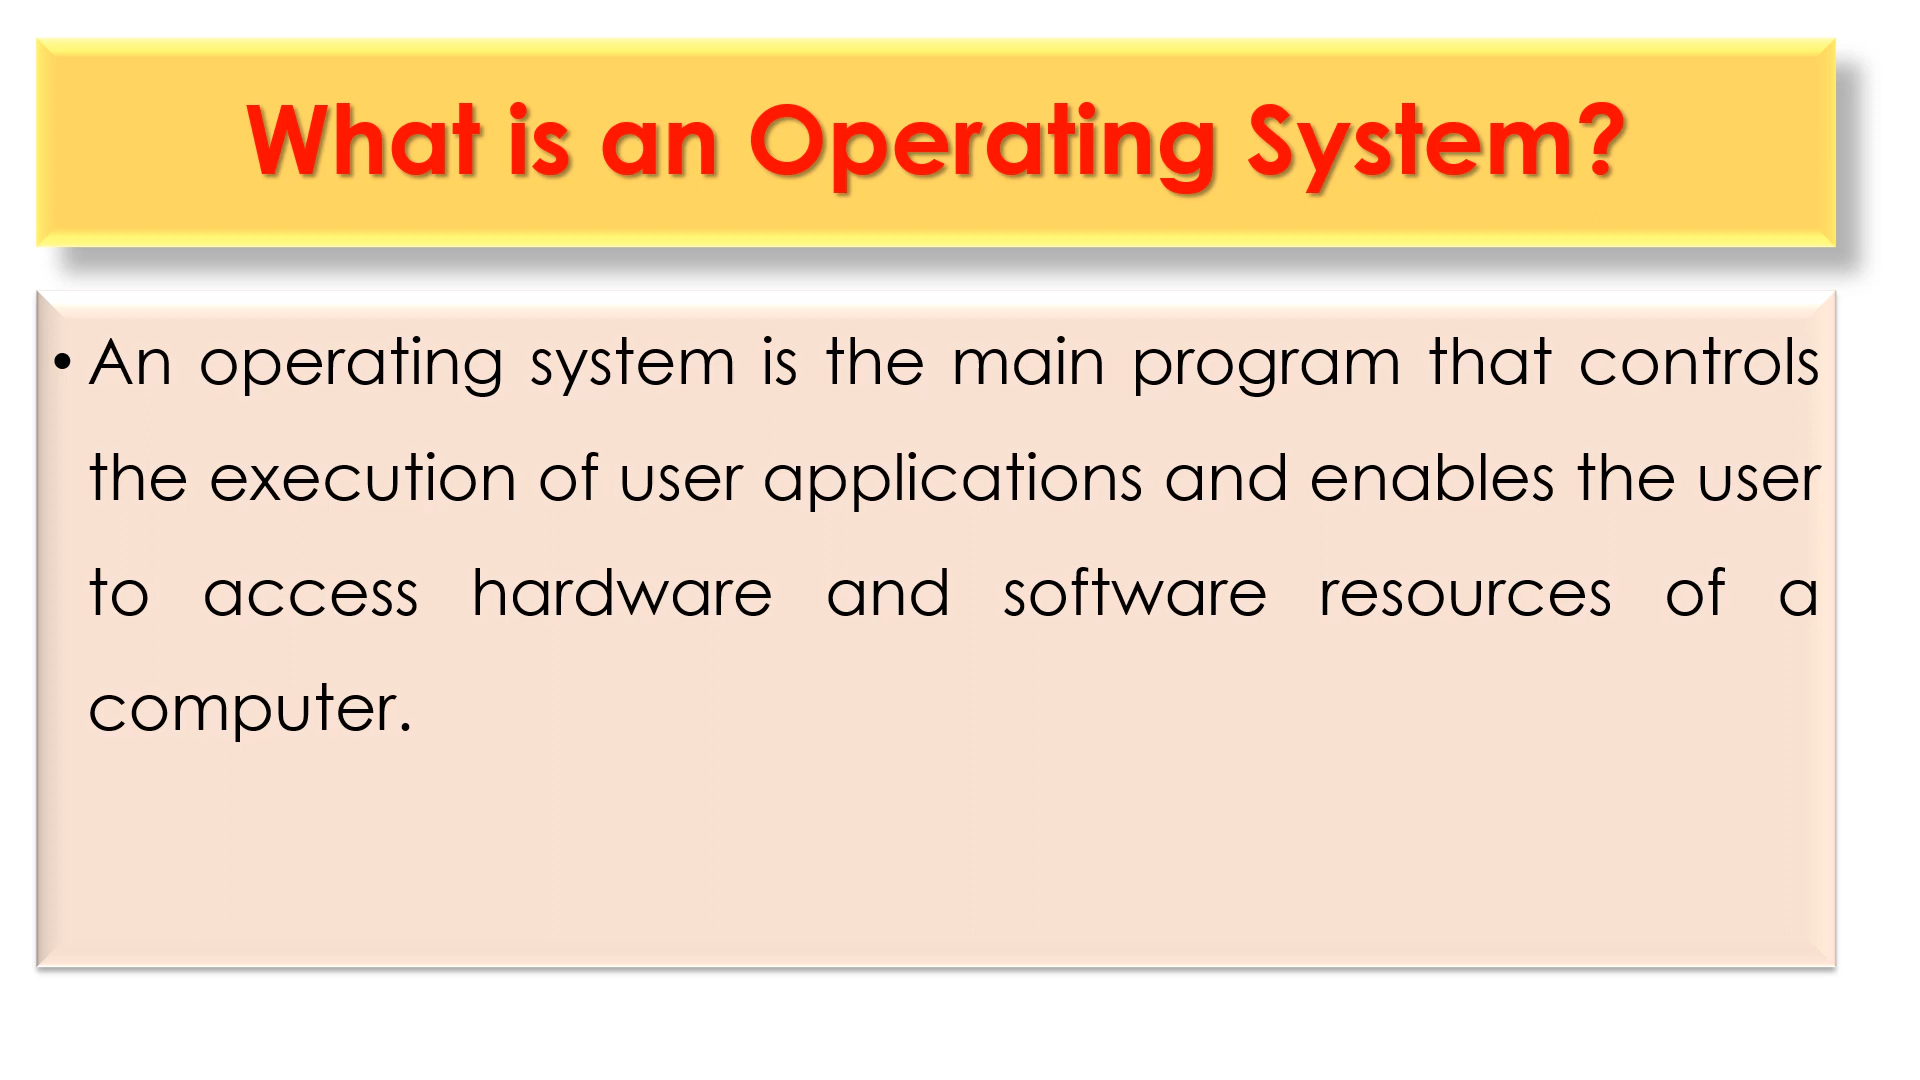 What is an Operating System?
• An operating system is the main program that controls
the execution of user applications and enables the user
to access hardware and software resources of a
computer.